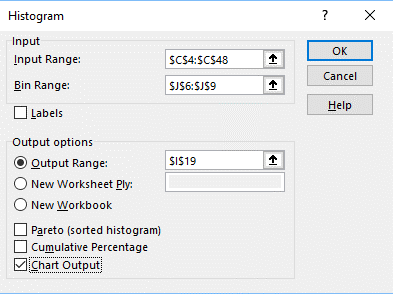 Histogram
?
Input
Input Range:
$C$4:$C$48
Bin Range:
$J$6:$J$9
Labels
OK
Cancel
Help
Output options
Output Range:
$I$19
New Worksheet Ply:
New Workbook
Pareto (sorted histogram)
Cumulative Percentage
Chart Output